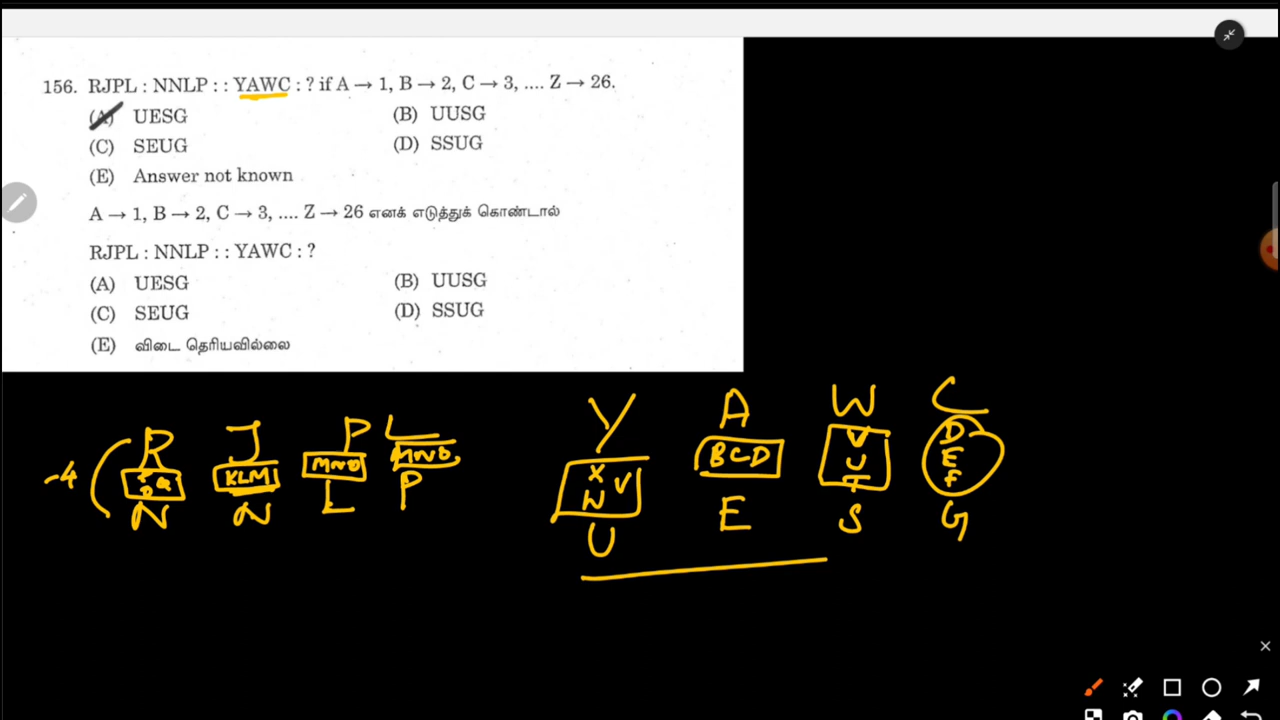 156. RJPL : NNLP : : YAWC : ? if A → 1, B → 2, C → 3, .... Z → 26.
(A) UESG (B) UUSG
(C) SEUG (D) SSUG
(E) Answer not known
A → 1, B → 2, C → 3, .... Z → 26 எனக் எடுத்துக் கொண்டால்
RJPL : NNLP : : YAWC : ?
(A) UESG (B) UUSG
(C) SEUG (D) SSUG
(E) விடை தெரியவில்லை
R J P L Y A W C
-4 KLM MNO MNO X W V BCD V U T D E F
N N L P U E S G